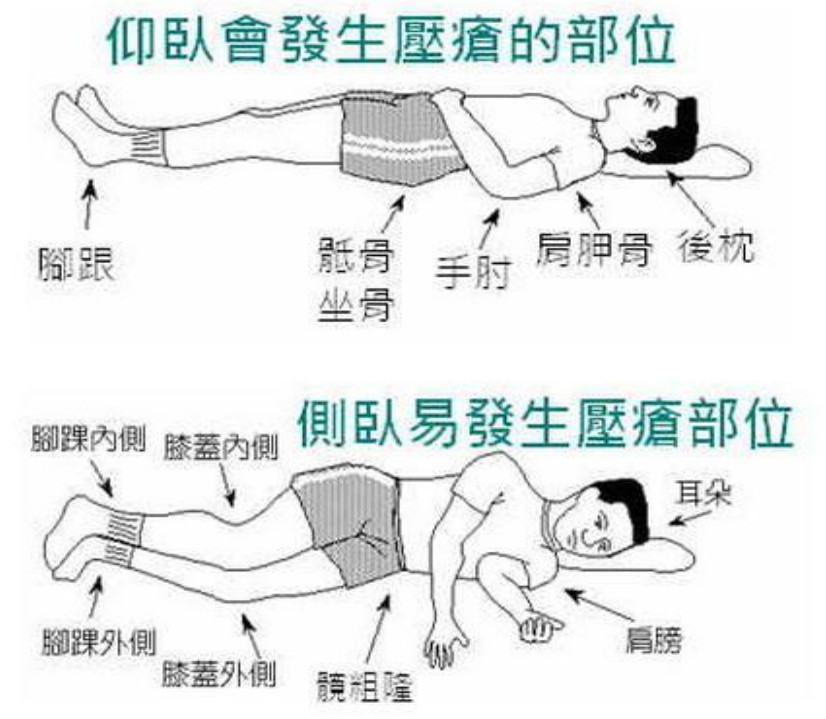 仰臥會發生壓瘡的部位
腳跟
骶骨
坐骨
手肘
肩胛骨
後枕
側臥易發生壓瘡部位
腳踝內側
膝蓋內側
耳朵
腳踝外側
膝蓋外側
髖粗隆
肩膀